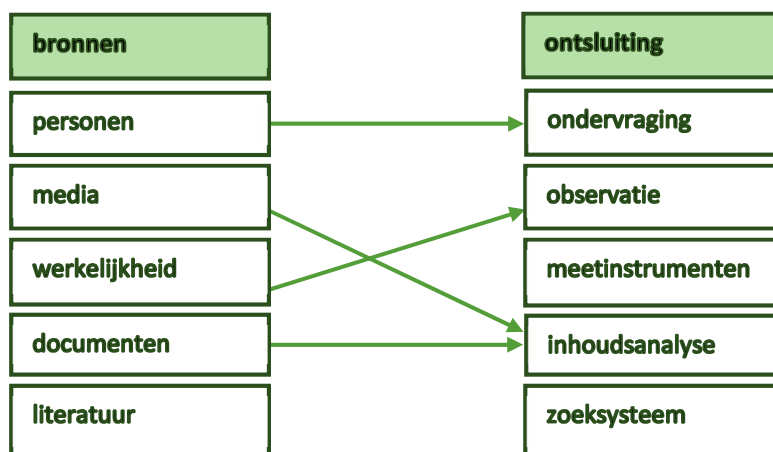 bronnen
personen
media
werkelijkheid
documenten
literatuur
ontsluiting
ondervraging
observatie
meetinstrumenten
inhoudsanalyse
zoeksysteem